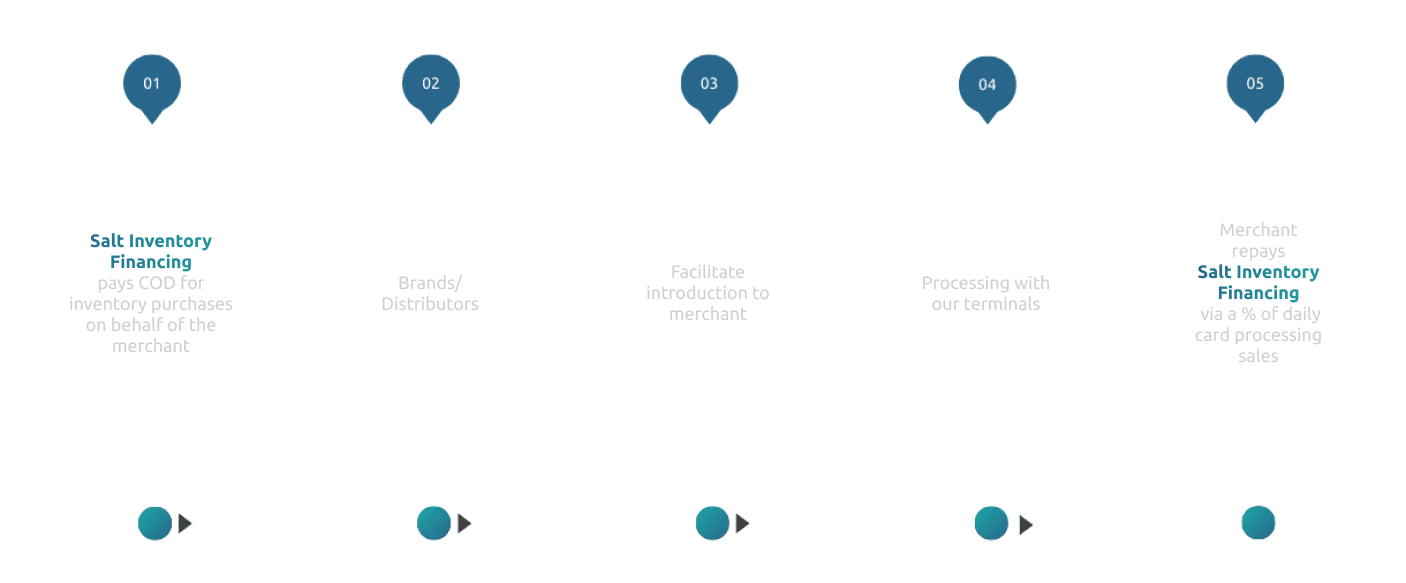 01
02
03
04
05
Salt Inventory
Financing
pays COD for
inventory purchases
on behalf of the
merchant
Brands/
Distributors
Facilitate
introduction to
merchant
Processing with
our terminals
Merchant
repays
Salt Inventory
Financing
via a % of daily
card processing
sales